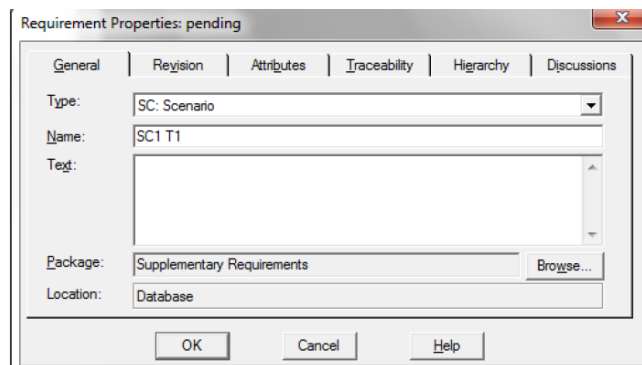 Requirement Properties: pending
General Revision Attributes Traceability Hierarchy Discussions
Type: SC: Scenario
Name: SC1 T1
Text:
Package: Supplementary Requirements Browse...
Location: Database
OK Cancel Help